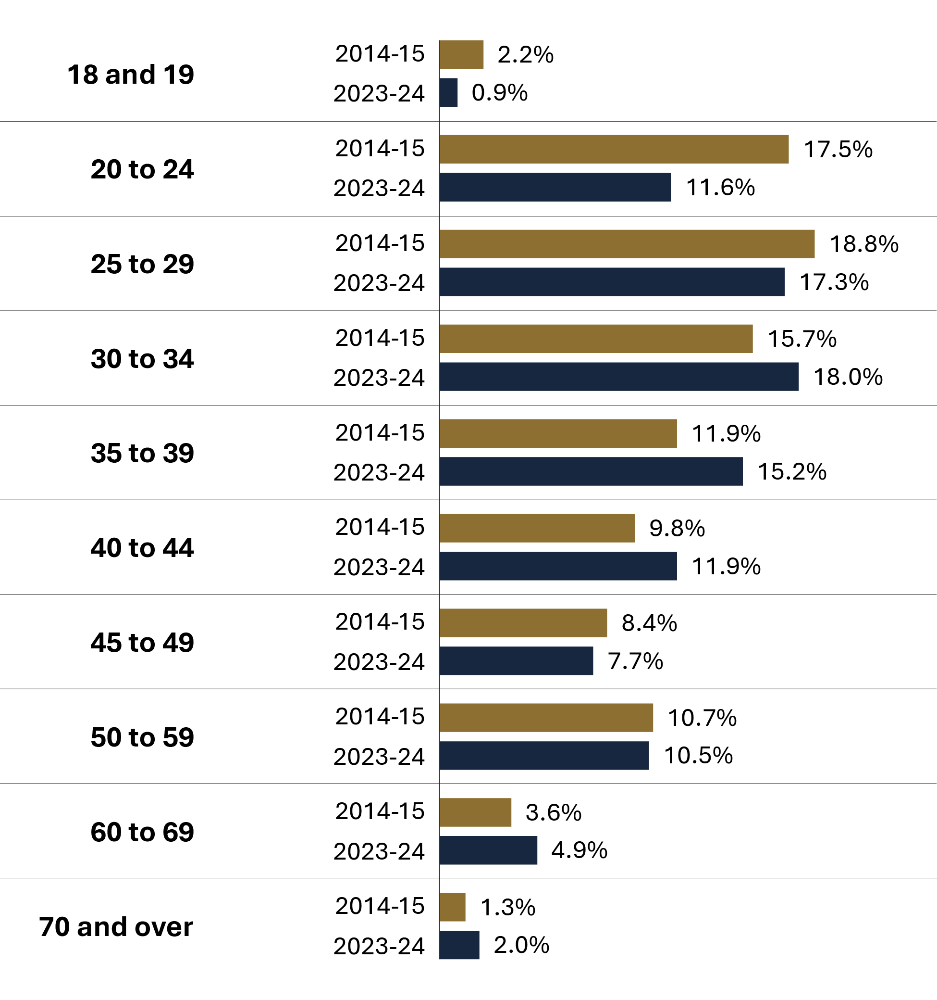 18 and 19
2014-15 2.2%
2023-24 0.9%
20 to 24
2014-15 17.5%
2023-24 11.6%
25 to 29
2014-15 18.8%
2023-24 17.3%
30 to 34
2014-15 15.7%
2023-24 18.0%
35 to 39
2014-15 11.9%
2023-24 15.2%
40 to 44
2014-15 9.8%
2023-24 11.9%
45 to 49
2014-15 8.4%
2023-24 7.7%
50 to 59
2014-15 10.7%
2023-24 10.5%
60 to 69
2014-15 3.6%
2023-24 4.9%
70 and over
2014-15 1.3%
2023-24 2.0%